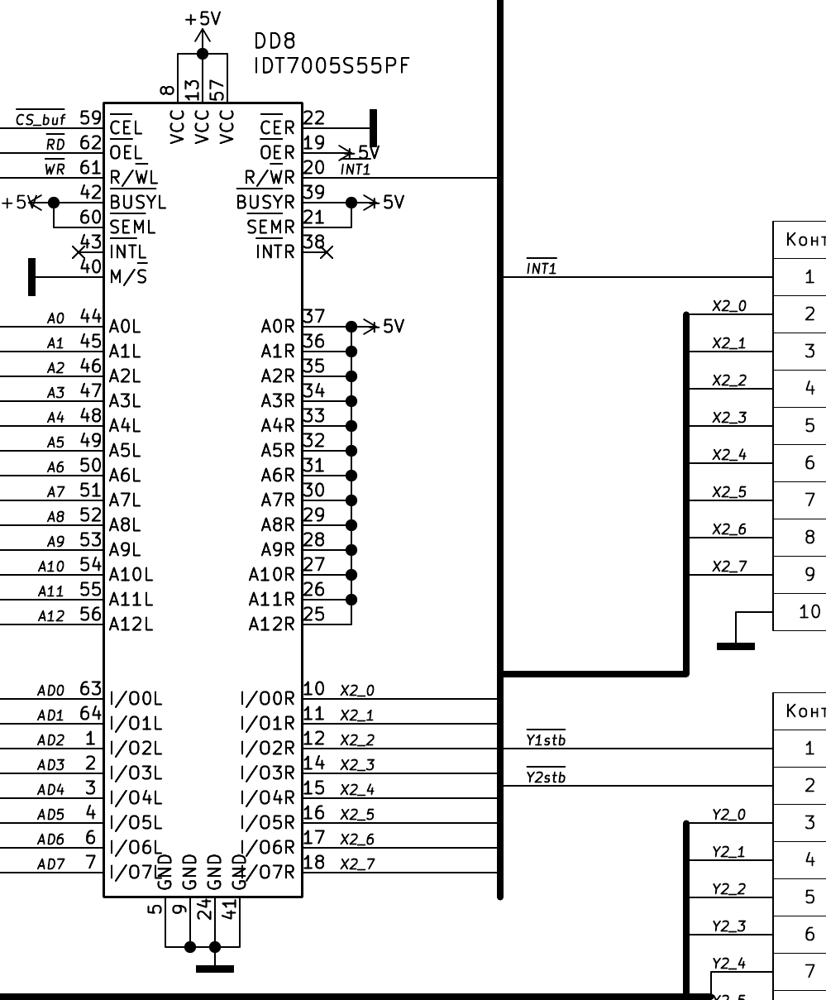 +5V
DD8
IDT7005S55PF
8 13 57
VCC VCC VCC
CS_buf 59 CEL CER 22
RD 62 OEL OER 19 +5V
WR 61 R/WL R/WR 20 INT1
+5V 42 BUSYL BUSYR 39 +5V
60 SEML SEMR 21
43 INTL INTR 38
40 M/S
A0 44 A0L A0R 37 +5V
A1 45 A1L A1R 36
A2 46 A2L A2R 35
A3 47 A3L A3R 34
A4 48 A4L A4R 33
A5 49 A5L A5R 32
A6 50 A6L A6R 31
A7 51 A7L A7R 30
A8 52 A8L A8R 29
A9 53 A9L A9R 28
A10 54 A10L A10R 27
A11 55 A11L A11R 26
A12 56 A12L A12R 25
AD0 63 I/O0L I/O0R 10 X2_0
AD1 64 I/O1L I/O1R 11 X2_1
AD2 1 I/O2L I/O2R 12 X2_2
AD3 2 I/O3L I/O3R 14 X2_3
AD4 3 I/O4L I/O4R 15 X2_4
AD5 4 I/O5L I/O5R 16 X2_5
AD6 6 I/O6L I/O6R 17 X2_6
AD7 7 I/O7L I/O7R 18 X2_7
GND GND GND GND
5 9 24 41
Конт
INT1 1
X2_0 2
X2_1 3
X2_2 4
X2_3 5
X2_4 6
X2_5 7
X2_6 8
X2_7 9
10
Конт
Y1stb 1
Y2stb 2
Y2_0 3
Y2_1 4
Y2_2 5
Y2_3 6
Y2_4 7
Y2_5